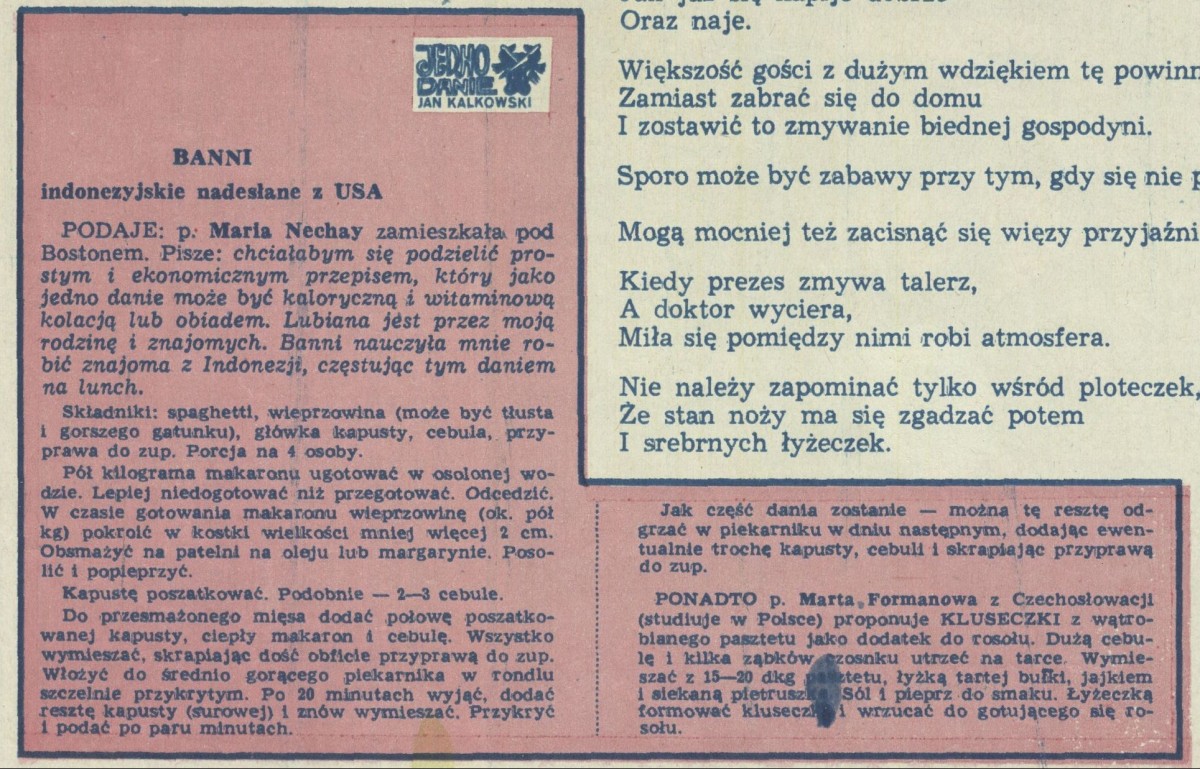 JEDNO
DANIE
JAN KALKOWSKI
BANNI
indonezyjskie nadesłane z USA
PODAJE: p. Maria Nechay zamieszkała pod
Bostonem. Pisze: chciałabym się podzielić pro-
stym i ekonomicznym przepisem, który jako
jedno danie może być kaloryczną i witaminową
kolacją lub obiadem. Lubiana jest przez moją
rodzinę i znajomych. Banni nauczyła mnie ro-
bić znajoma z Indonezji, częstując tym daniem
na lunch.
Składniki: spaghetti, wieprzowina (może być tłusta
i gorszego gatunku), główka kapusty, cebula, przy-
prawa do zup. Porcja na 4 osoby.
Pół kilograma makaronu ugotować w osolonej wo-
dzie. Lepiej niedogotować niż przegotować. Odcedzić.
W czasie gotowania makaronu wieprzowinę (ok. pół
kg) pokroić w kostki wielkości mniej więcej 2 cm.
Obsmażyć na patelni na oleju lub margarynie. Poso-
lić i popieprzyć.
Kapustę poszatkować. Podobnie — 2—3 cebule.
Do przesmażonego mięsa dodać połowę poszatko-
wanej kapusty, ciepły makaron i cebulę. Wszystko
wymieszać, skrapiając dość obficie przyprawą do zup.
Włożyć do średnio gorącego piekarnika w rondlu
szczelnie przykrytym. Po 20 minutach wyjąć, dodać
resztę kapusty (surowej) i znów wymieszać. Przykryć
i podać po paru minutach.
Jak część dania zostanie — można tę resztę od-
grzać w piekarniku w dniu następnym, dodając ewen-
tualnie trochę kapusty, cebuli i skrapiając przyprawą
do zup.
PONADTO p. Marta Formanowa z Czechosłowacji
(studiuje w Polsce) proponuje KLUSECZKI z wątro-
bianego pasztetu jako dodatek do rosołu. Dużą cebu-
lę i kilka ząbków czosnku utrzeć na tarce. Wymie-
szać z 15—20 dkg pasztetu, łyżką tartej bułki, jajkiem
i siekaną pietruszką. Sól i pieprz do smaku. Łyżeczką
formować kluseczki i wrzucać do gotującego się ro-
sołu.
Oraz naje.
Większość gości z dużym wdziękiem tę powinn
Zamiast zabrać się do domu
I zostawić to zmywanie biednej gospodyni.
Sporo może być zabawy przy tym, gdy się nie p
Mogą mocniej też zacisnąć się więzy przyjaźni
Kiedy prezes zmywa talerz,
A doktor wyciera,
Miła się pomiędzy nimi robi atmosfera.
Nie należy zapominać tylko wśród ploteczek,
Że stan noży ma się zgadzać potem
I srebrnych łyżeczek.